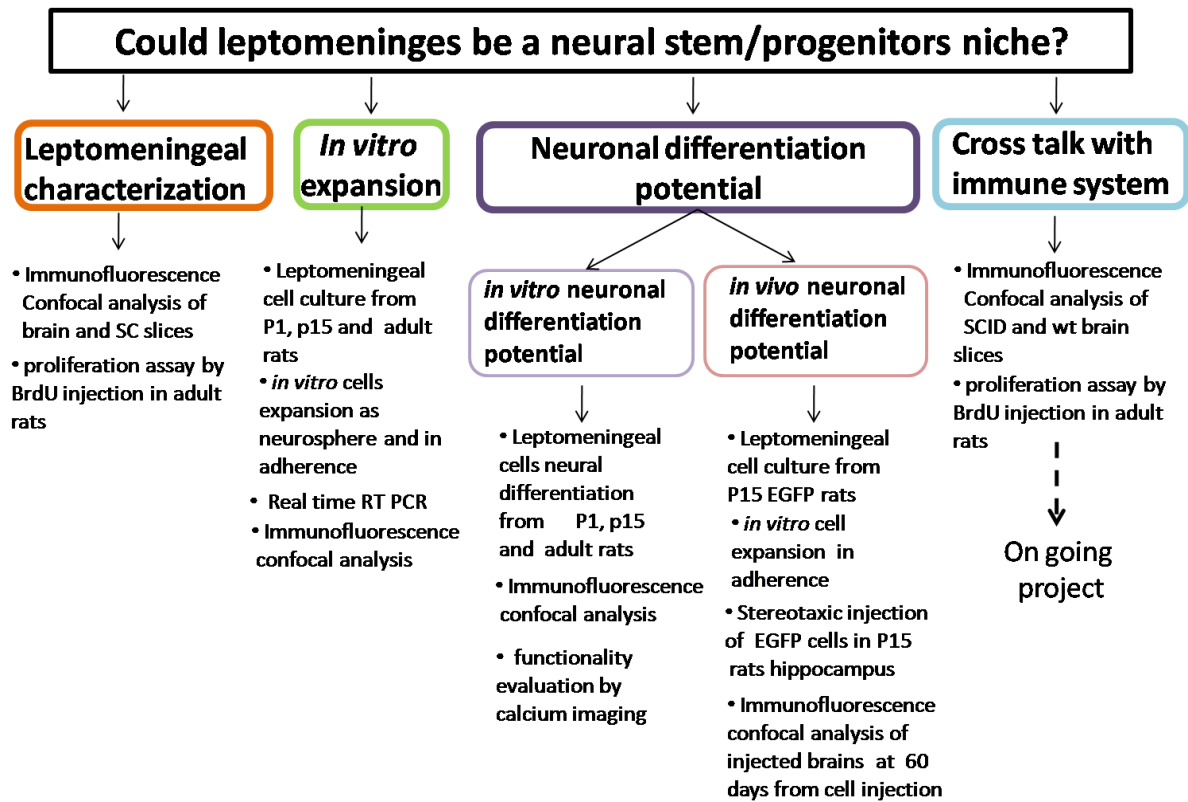 Could leptomeninges be a neural stem/progenitors niche?
Leptomeningeal
characterization
• Immunofluorescence
Confocal analysis of
brain and SC slices
• proliferation assay by
BrdU injection in adult
rats
In vitro
expansion
• Leptomeningeal
cell culture from
P1, p15 and adult
rats
• in vitro cells
expansion as
neurosphere and in
adherence
• Real time RT PCR
• Immunofluorescence
confocal analysis
Neuronal differentiation
potential
in vitro neuronal
differentiation
potential
• Leptomeningeal
cells neural
differentiation
from P1, p15
and adult rats
• Immunofluorescence
confocal analysis
• functionality
evaluation by
calcium imaging
in vivo neuronal
differentiation
potential
• Leptomeningeal
cell culture from
P15 EGFP rats
• in vitro cell
expansion in
adherence
• Stereotaxic injection
of EGFP cells in P15
rats hippocampus
• Immunofluorescence
confocal analysis of
injected brains at 60
days from cell injection
Cross talk with
immune system
• Immunofluorescence
Confocal analysis of
SCID and wt brain
slices
• proliferation assay by
BrdU injection in adult
rats
On going
project